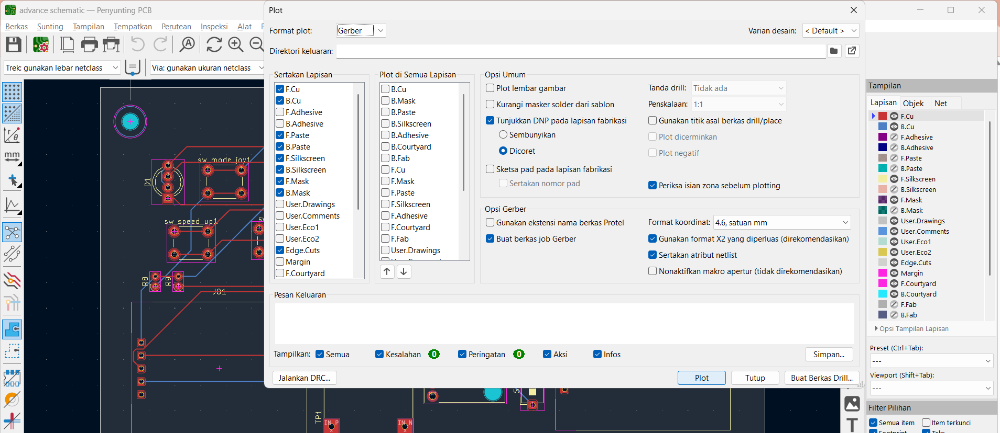 advance schematic — Penyunting PCB
Berkas Sunting Tampilan Tempatkan Perutean Inspeksi Alat
Trek: gunakan lebar netclass
Via: gunakan ukuran netclass
mm
sw_mode_joy1
D1
sw_speed_up1
R8
R9
J01
TP1
IN_P
IN_N
Plot
Format plot: Gerber
Varian desain: < Default >
Direktori keluaran:
Sertakan Lapisan
F.Cu
B.Cu
F.Adhesive
B.Adhesive
F.Paste
B.Paste
F.Silkscreen
B.Silkscreen
F.Mask
B.Mask
User.Drawings
User.Comments
User.Eco1
User.Eco2
Edge.Cuts
Margin
F.Courtyard
Plot di Semua Lapisan
B.Cu
B.Mask
B.Paste
B.Silkscreen
B.Adhesive
B.Courtyard
B.Fab
F.Cu
F.Mask
F.Paste
F.Silkscreen
F.Adhesive
F.Courtyard
F.Fab
User.Drawings
Opsi Umum
Plot lembar gambar
Kurangi masker solder dari sablon
Tunjukkan DNP pada lapisan fabrikasi
Sembunyikan
Dicoret
Sketsa pad pada lapisan fabrikasi
Sertakan nomor pad
Tanda drill: Tidak ada
Penskalaan: 1:1
Gunakan titik asal berkas drill/place
Plot dicerminkan
Plot negatif
Periksa isian zona sebelum plotting
Opsi Gerber
Gunakan ekstensi nama berkas Protel
Buat berkas job Gerber
Format koordinat: 4.6, satuan mm
Gunakan format X2 yang diperluas (direkomendasikan)
Sertakan atribut netlist
Nonaktifkan makro apertur (tidak direkomendasikan)
Pesan Keluaran
Tampilkan: Semua Kesalahan 0 Peringatan 0 Aksi Infos
Simpan...
Jalankan DRC...
Plot
Tutup
Buat Berkas Drill...
Tampilan
Lapisan Objek Net
F.Cu
B.Cu
F.Adhesive
B.Adhesive
F.Paste
B.Paste
F.Silkscreen
B.Silkscreen
F.Mask
B.Mask
User.Drawings
User.Comments
User.Eco1
User.Eco2
Edge.Cuts
Margin
F.Courtyard
B.Courtyard
F.Fab
B.Fab
Opsi Tampilan Lapisan
Preset (Ctrl+Tab):
---
Viewport (Shift+Tab):
---
Filter Pilihan
Semua item
Item terkunci